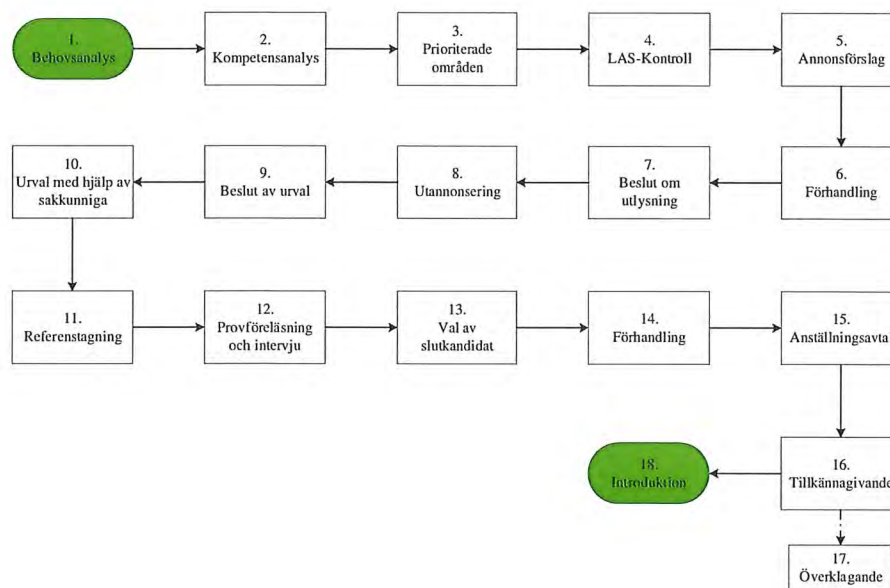 1.
Behovsanalys
2.
Kompetensanalys
3.
Prioriterade
områden
4.
LAS-Kontroll
5.
Annonsförslag
6.
Förhandling
7.
Beslut om
utlysning
8.
Utannonsering
9.
Beslut av urval
10.
Urval med hjälp av
sakkunniga
11.
Referenstagning
12.
Provföreläsning
och intervju
13.
Val av
slutkandidat
14.
Förhandling
15.
Anställningsavta
16.
Tillkännagivande
18.
Introduktion
17.
Överklagande